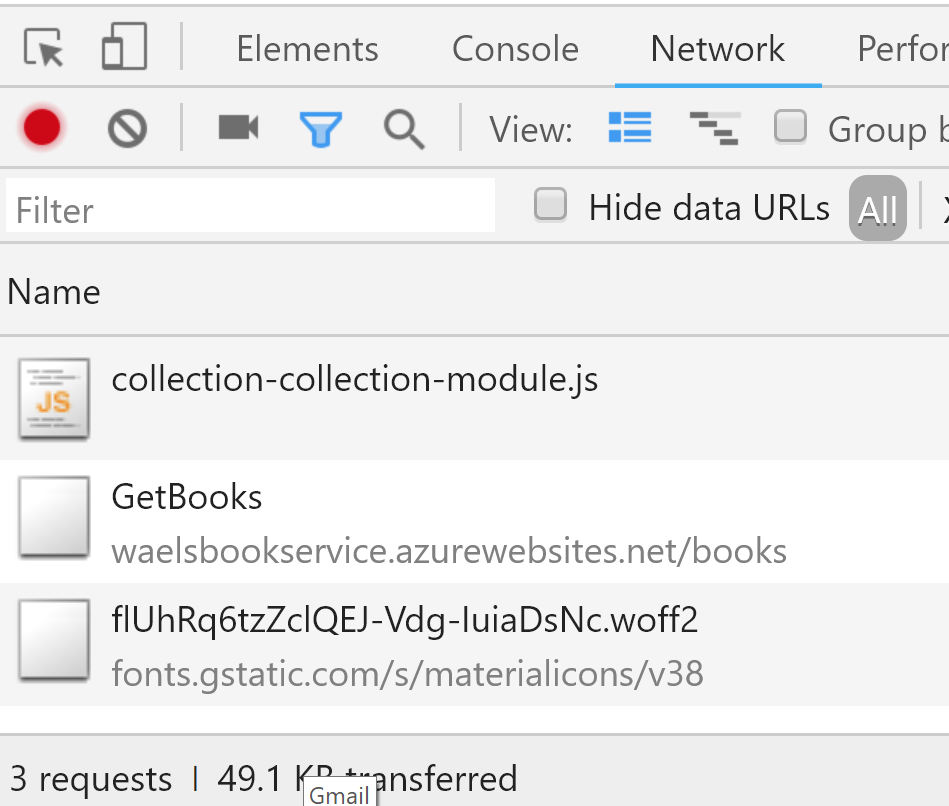 Elements Console Network Perfor
View: Group b
Filter Hide data URLs All
Name
JS
collection-collection-module.js
GetBooks
waelsbookservice.azurewebsites.net/books
flUhRq6tzZclQEJ-Vdg-IuiaDsNc.woff2
fonts.gstatic.com/s/materialicons/v38
3 requests | 49.1 KB transferred
Gmail